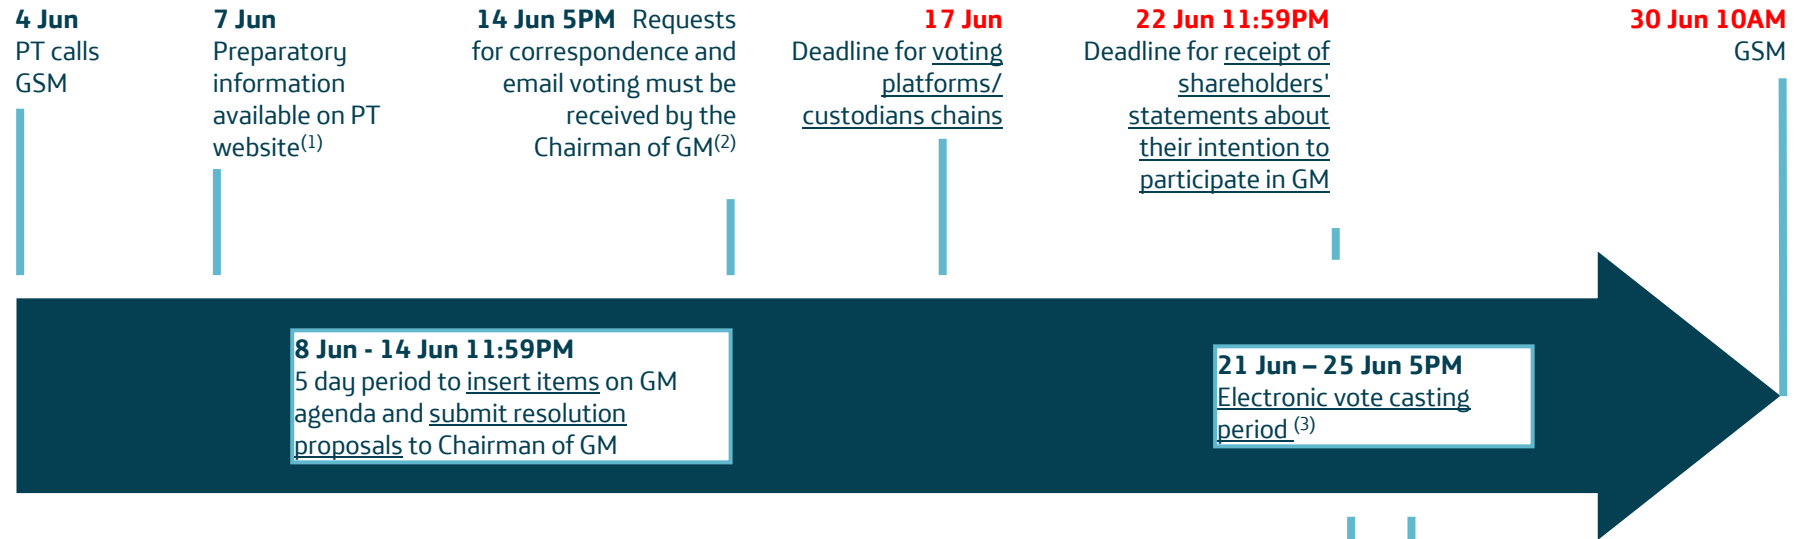 4 Jun
PT calls
GSM
7 Jun
Preparatory
information
available on PT
website(1)
14 Jun 5PM Requests
for correspondence and
email voting must be
received by the
Chairman of GM(2)
17 Jun
Deadline for voting
platforms/
custodians chains
22 Jun 11:59PM
Deadline for receipt of
shareholders'
statements about
their intention to
participate in GM
30 Jun 10AM
GSM
8 Jun - 14 Jun 11:59PM
5 day period to insert items on GM
agenda and submit resolution
proposals to Chairman of GM
21 Jun – 25 Jun 5PM
Electronic vote casting
period (3)